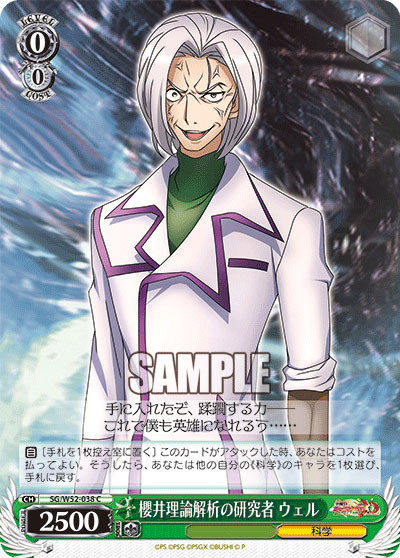 LEVEL
0
0
COST
SAMPLE
手に入れたぞ、蹂躙する力――
これで僕も英雄になれるう……
自【手札を1枚控え室に置く】このカードがアタックした時、あなたはコストを
払ってよい。そうしたら、あなたは他の自分の《科学》のキャラを1枚選び、
手札に戻す。
CH
SG/W52-038 C
2500
櫻井理論解析の研究者 ウェル
科学
©PS ©PSG ©PSGX ©BUSHI © P